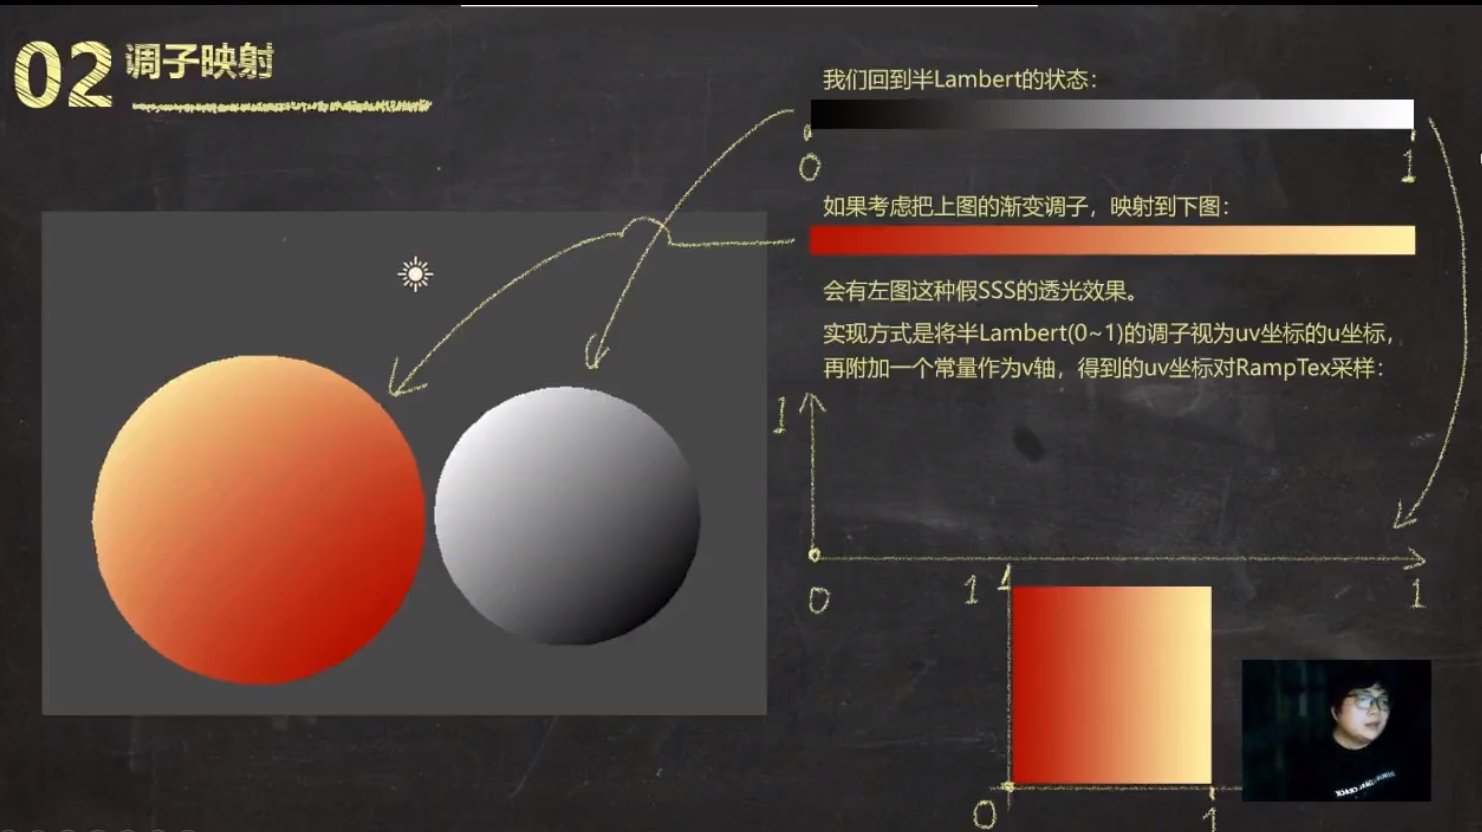 02 调子映射
我们回到半Lambert的状态：
0
1
如果考虑把上图的渐变调子，映射到下图：
会有左图这种假SSS的透光效果。
实现方式是将半Lambert(0~1)的调子视为uv坐标的u坐标，
再附加一个常量作为v轴，得到的uv坐标对RampTex采样：
1
0
1
1
0
1